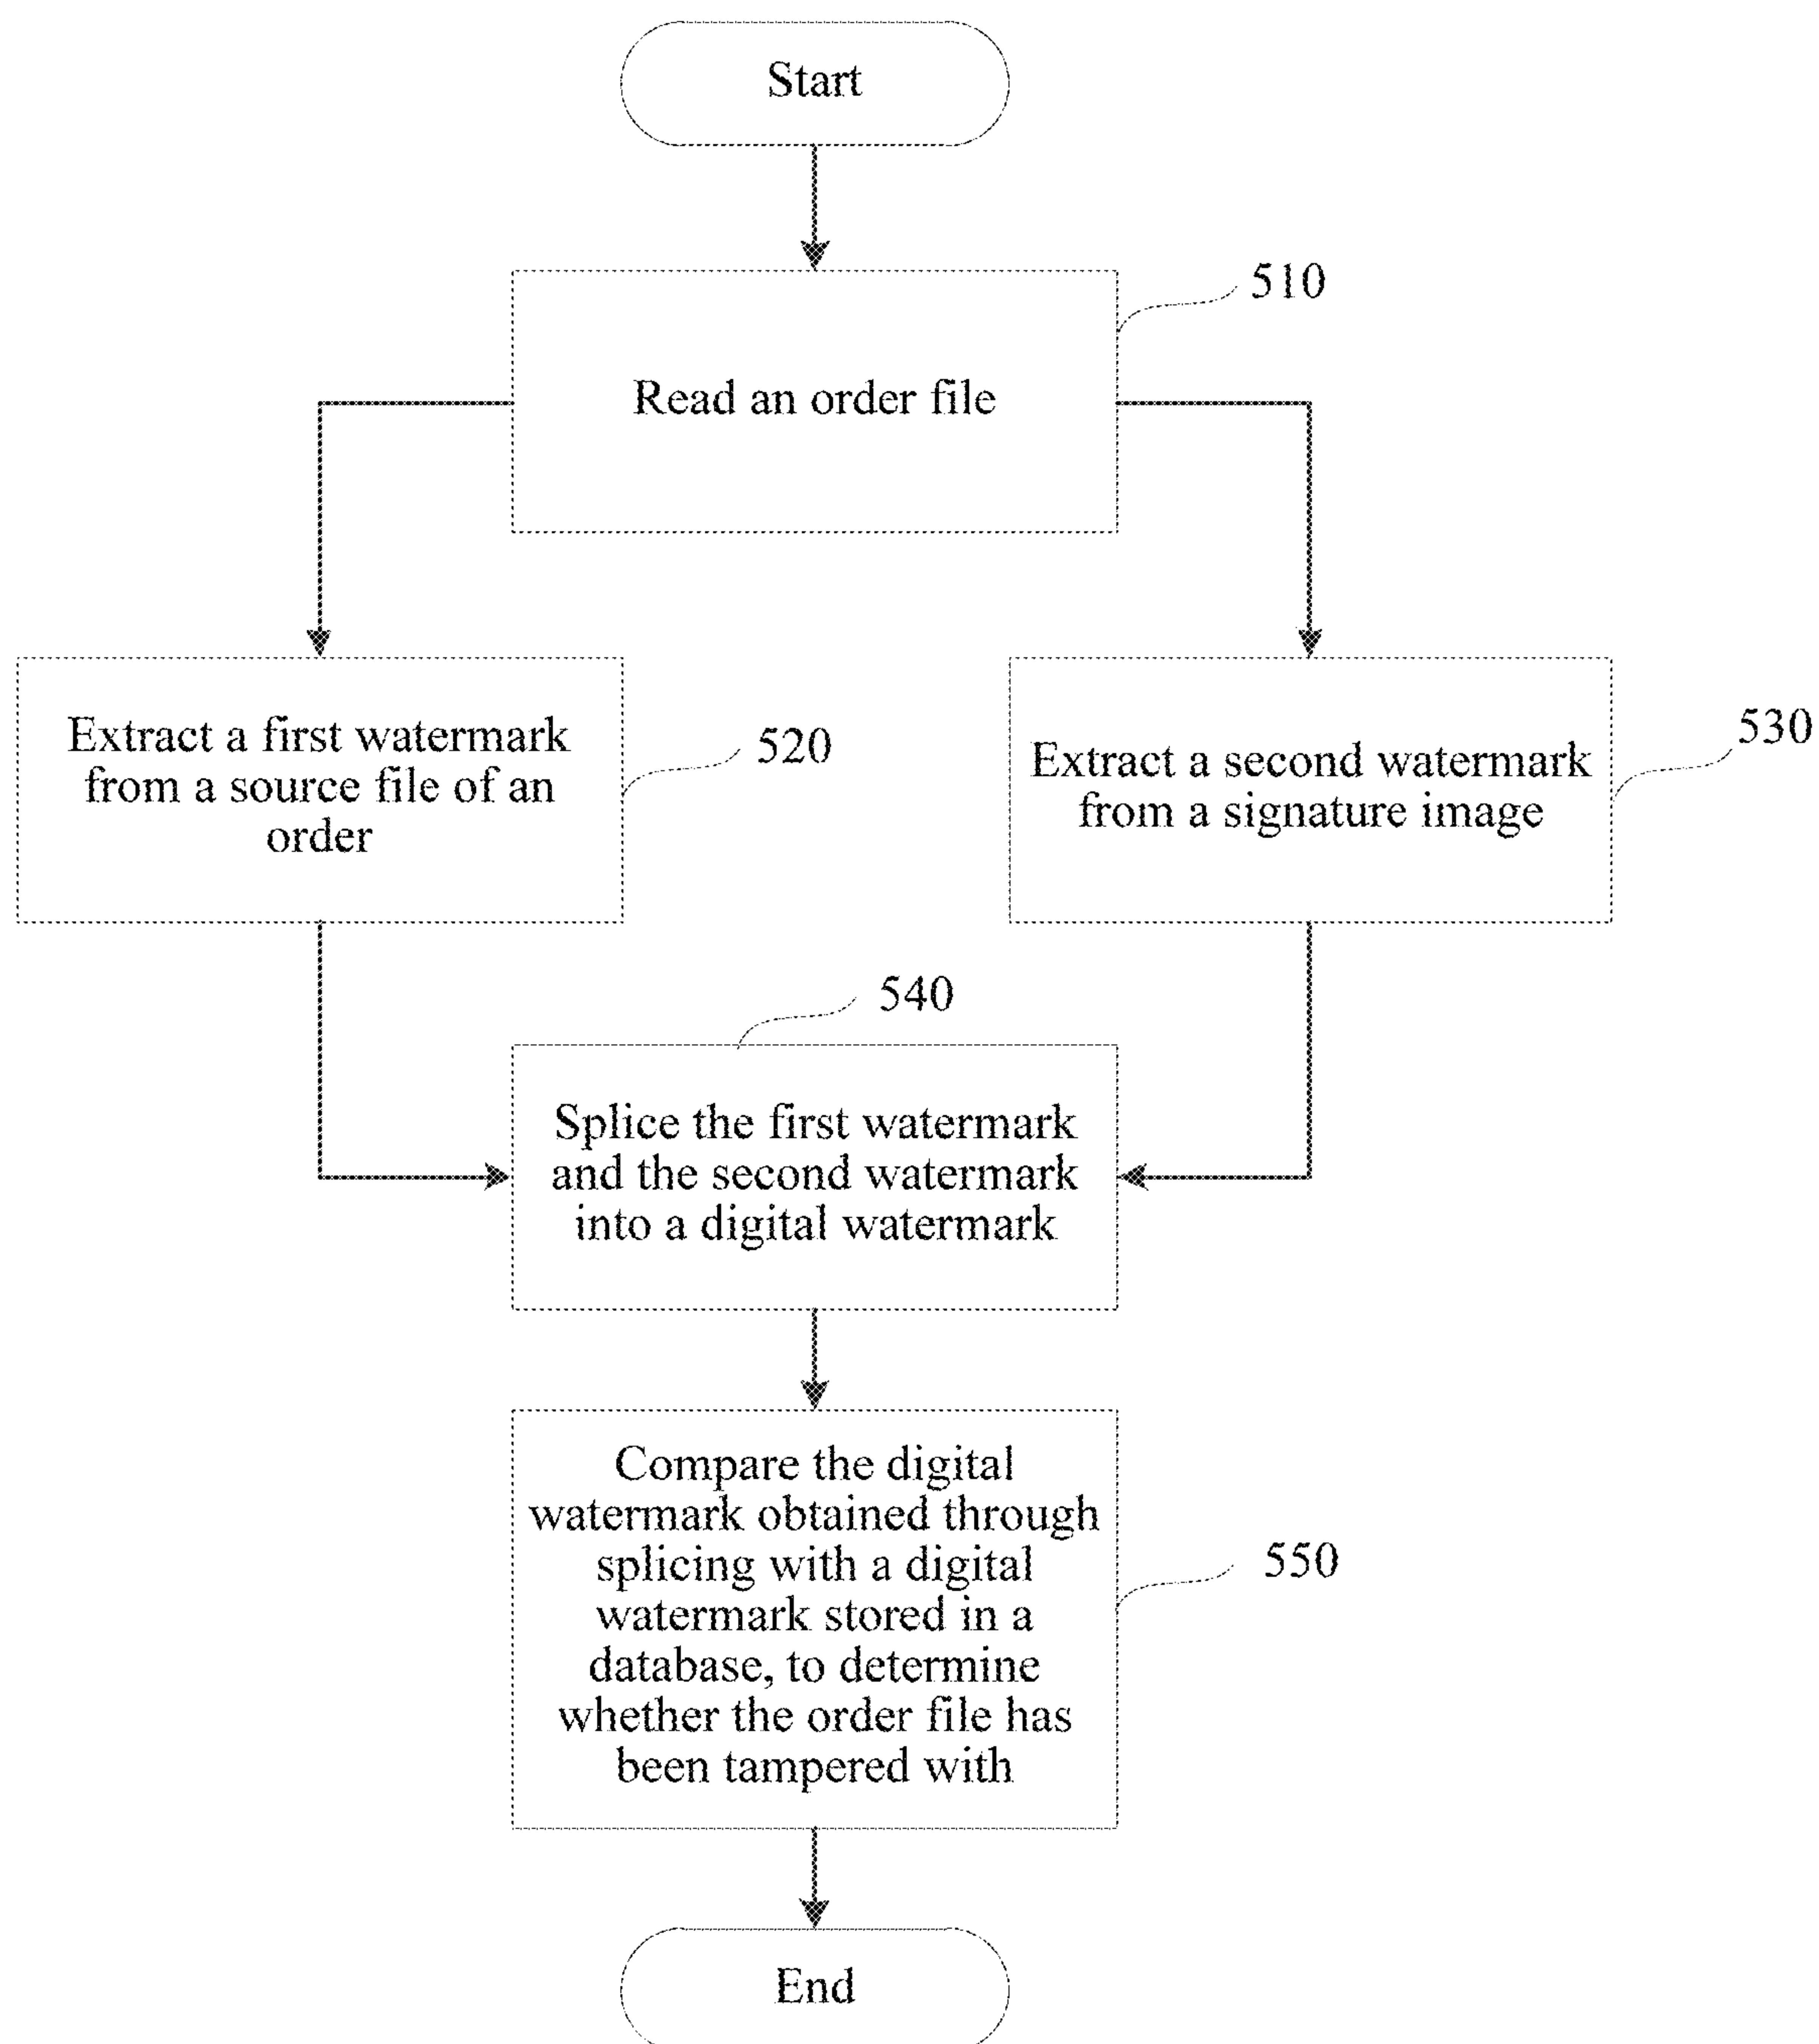 Start
510
Read an order file
Extract a first watermark
from a source file of an
order
520
Extract a second watermark
from a signature image
530
540
Splice the first watermark
and the second watermark
into a digital watermark
Compare the digital
watermark obtained through
splicing with a digital
watermark stored in a
database, to determine
whether the order file has
been tampered with
550
End